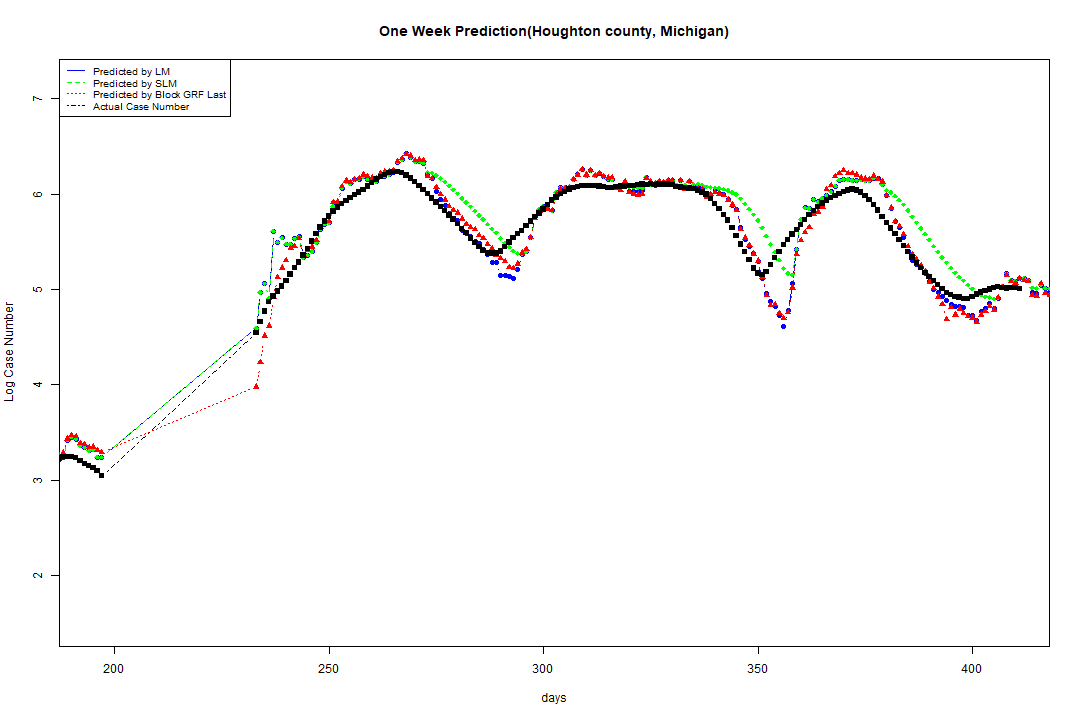 One Week Prediction(Houghton county, Michigan)
Predicted by LM
Predicted by SLM
Predicted by Block GRF Last
Actual Case Number
7
6
5
4
3
2
Log Case Number
200 250 300 350 400
days